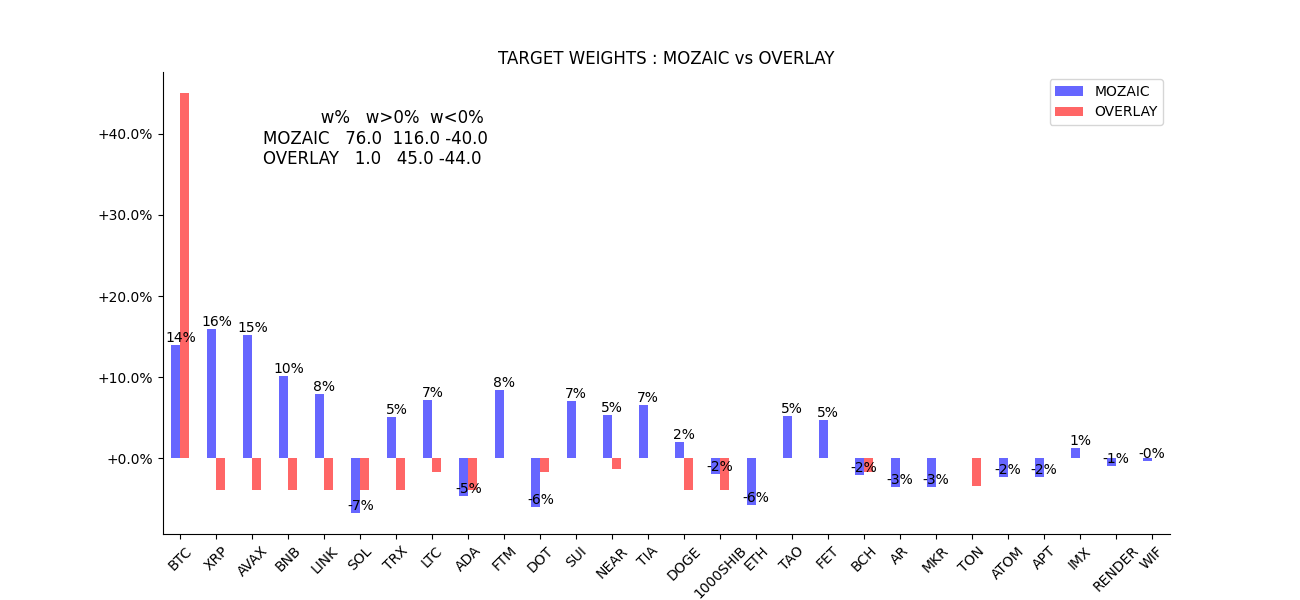 TARGET WEIGHTS : MOZAIC vs OVERLAY
MOZAIC
OVERLAY
w% w>0% w<0%
MOZAIC 76.0 116.0 -40.0
OVERLAY 1.0 45.0 -44.0
+40.0%
+30.0%
+20.0%
+10.0%
+0.0%
14%
16%
15%
10%
8%
-7%
5%
7%
-5%
8%
-6%
7%
5%
7%
2%
-2%
-6%
5%
5%
-2%
-3%
-3%
-2%
-2%
1%
-1%
-0%
BTC
XRP
AVAX
BNB
LINK
SOL
TRX
LTC
ADA
FTM
DOT
SUI
NEAR
TIA
DOGE
1000SHIB
ETH
TAO
FET
BCH
AR
MKR
TON
ATOM
APT
IMX
RENDER
WIF